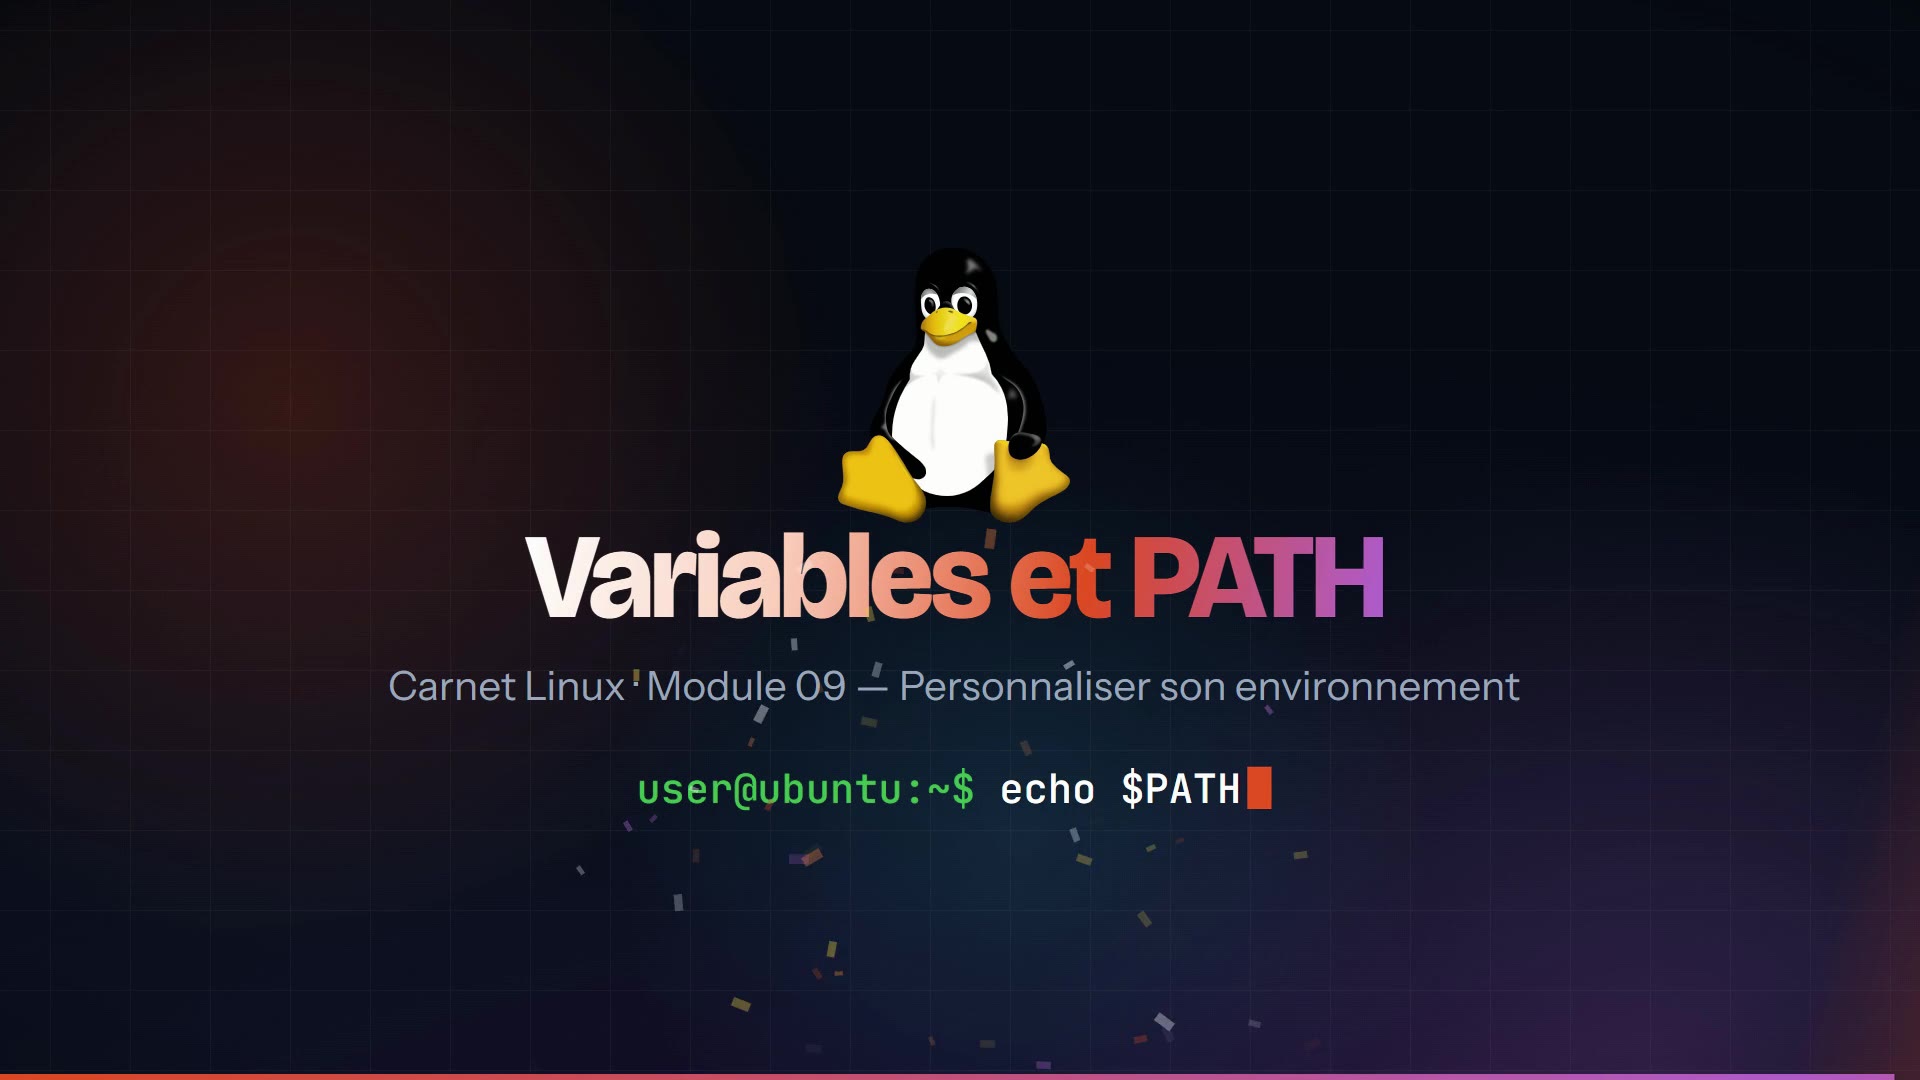 Variables et PATH
Carnet Linux · Module 09 — Personnaliser son environnement
user@ubuntu:~$ echo $PATH